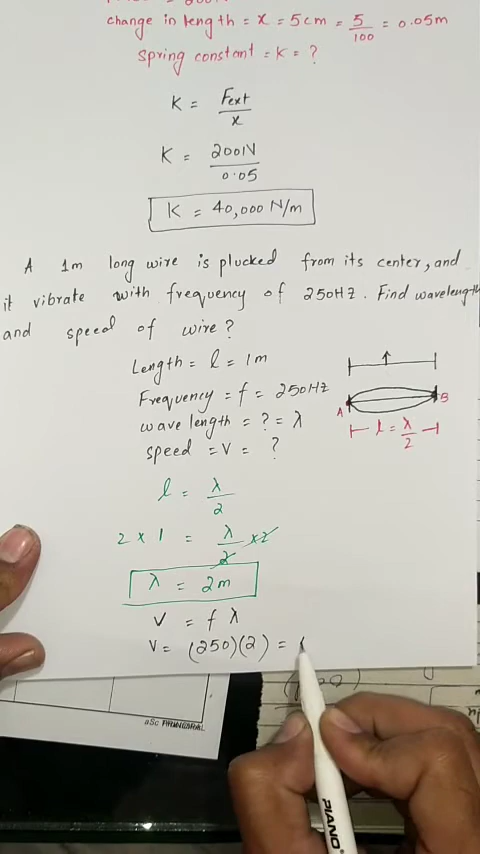 change in length = x = 5cm = 5/100 = 0.05m
Spring constant = K = ?
K = Fext/x
K = 200N/0.05
K = 40,000 N/m
A 1m long wire is plucked from its center, and
it vibrate with frequency of 250HZ. Find wavelength
and speed of wire?
Length = l = 1m
Frequency = f = 250HZ
wave length = ? = λ
speed = V = ?
A B
l = λ/2
l = λ/2
2 x 1 = λ/2 x 2
λ = 2m
V = f λ
V = (250)(2) =
PIANO